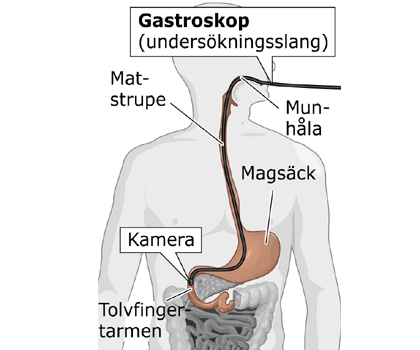 Gastroskop
(undersökningsslang)
Mat-
strupe
Mun-
håla
Magsäck
Kamera
Tolvfinger-
tarmen